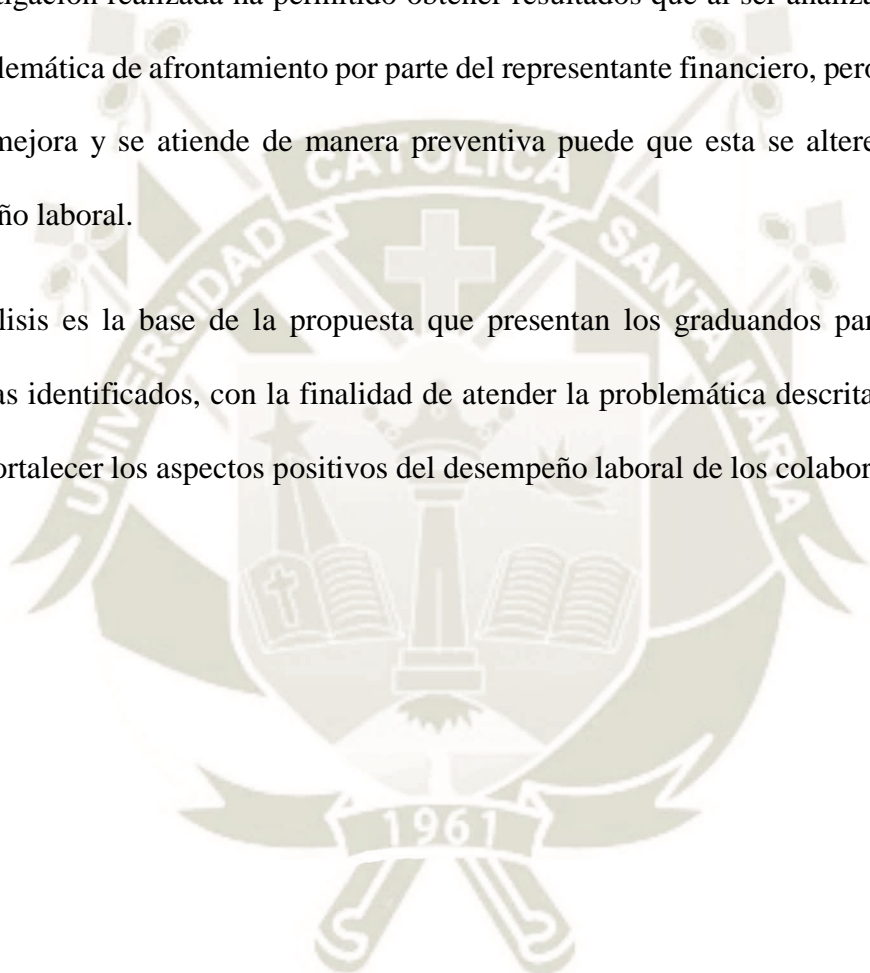 tigación realizada ha permitido obtener resultados que al ser analiza
lemática de afrontamiento por parte del representante financiero, pero
mejora y se atiende de manera preventiva puede que esta se altere
ño laboral.
lisis es la base de la propuesta que presentan los graduandos par
as identificados, con la finalidad de atender la problemática descrita
ortalecer los aspectos positivos del desempeño laboral de los colabor
UNIVERSIDAD CATOLICA SANTA MARIA
1961